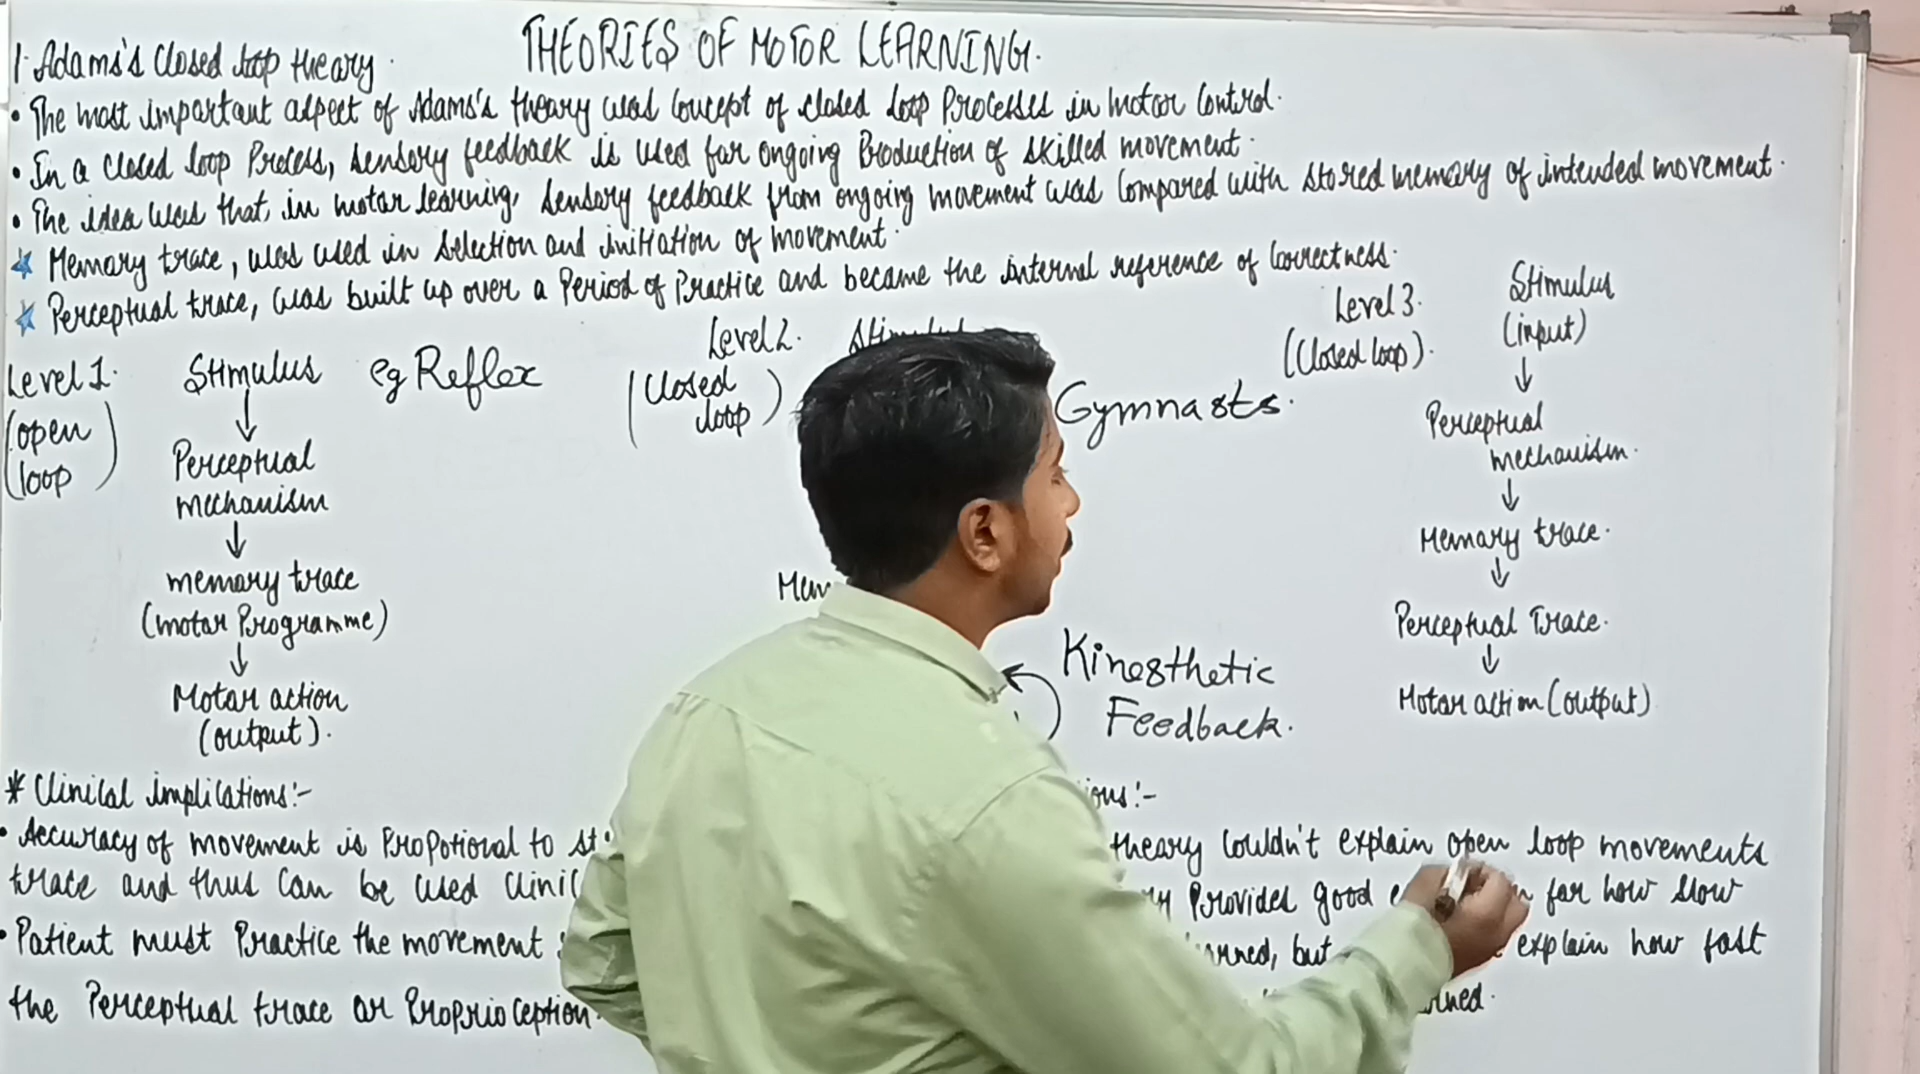 THEORIES OF MOTOR LEARNING.
1. Adams's Closed loop theory.
• The most important aspect of Adams's theory was concept of closed loop Processes in motor Control.
• In a closed loop Process, sensory feedback is used for ongoing Production of skilled movement.
• The idea was that, in motor learning, sensory feedback from ongoing movement was Compared with stored memory of intended movement.
★ Memory trace, was used in selection and initiation of movement.
★ Perceptual trace, was built up over a Period of Practice and became the internal reference of Correctness.
Level 1.
(open
loop)
Stimulus
eg Reflex
↓
Perceptual
mechanism
↓
memory trace
(motor Programme)
↓
Motor action
(output).
Level 2.
(Closed
loop)
Gymnasts.
Kinesthetic
Feedback.
Level 3.
(Closed loop).
Stimulus
(input)
↓
Perceptual
mechanism.
↓
Memory trace.
↓
Perceptual Trace.
↓
Motor action (output)
* Clinical implications:-
• Accuracy of movement is Propotional to
trace and thus Can be used
• Patient must Practice the movement
the Perceptual trace or Proprioception
theory Couldn't explain open loop movements
Provides good for how slow
but explain how fast